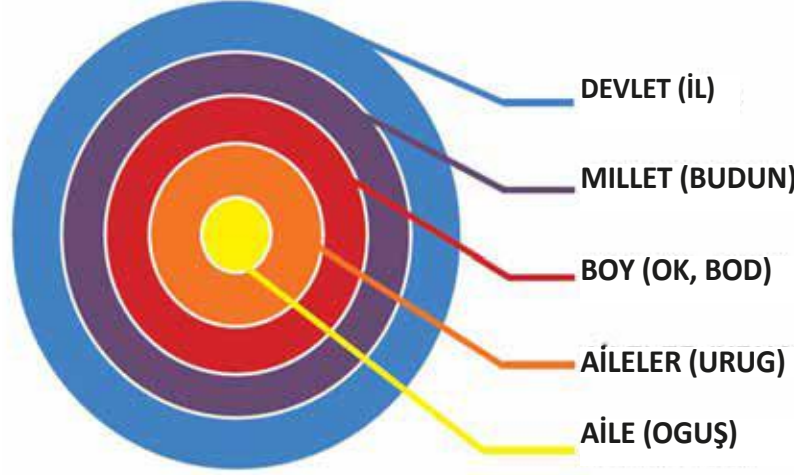 DEVLET (İL)
MILLET (BUDUN)
BOY (OK, BOD)
AİLELER (URUG)
AİLE (OGUŞ)